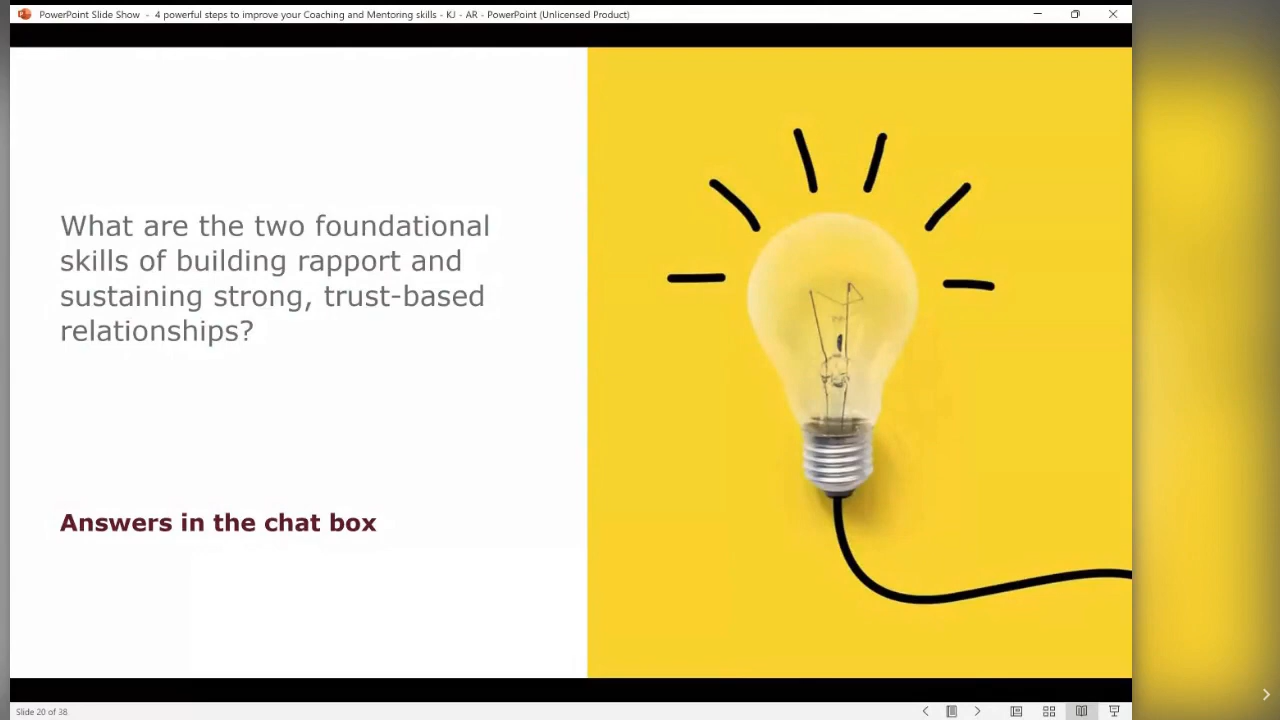 PowerPoint Slide Show - 4 powerful steps to improve your Coaching and Mentoring skills - KJ - AR - PowerPoint (Unlicensed Product)
What are the two foundational
skills of building rapport and
sustaining strong, trust-based
relationships?
Answers in the chat box
Slide 20 of 38